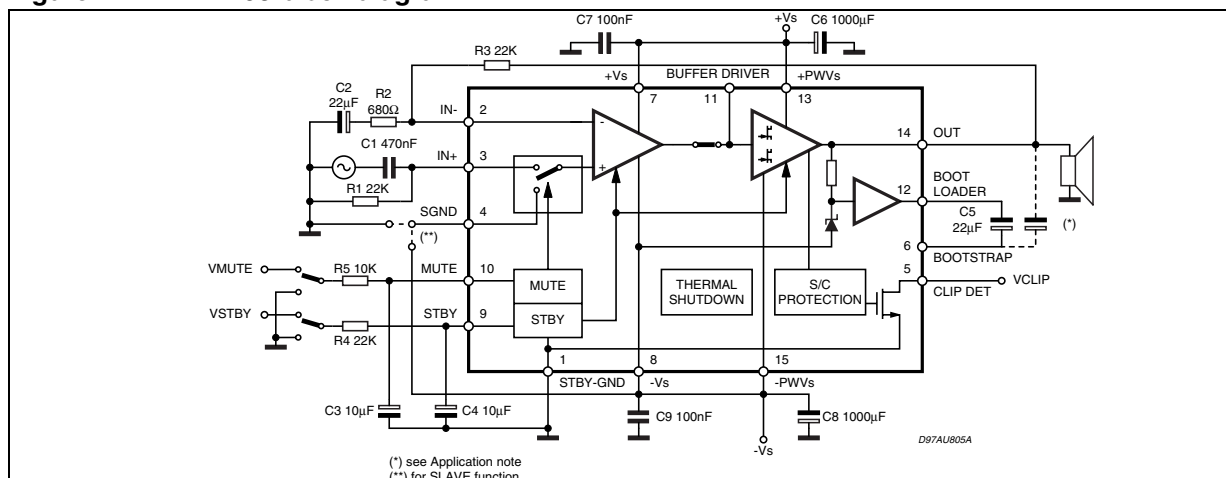 C7 100nF
+Vs
C6 1000µF
R3 22K
+Vs
BUFFER DRIVER
+PWVs
7
11
13
C2
22µF
R2
680Ω
IN-
2
-
14
OUT
C1 470nF
IN+
3
+
R1 22K
12
BOOT
LOADER
SGND
4
C5
22µF
(*)
(**)
6
BOOTSTRAP
VMUTE
R5 10K
MUTE
10
MUTE
THERMAL
SHUTDOWN
S/C
PROTECTION
5
VCLIP
CLIP DET
VSTBY
STBY
9
STBY
R4 22K
1
8
15
STBY-GND
-Vs
-PWVs
C3 10µF
C4 10µF
C9 100nF
C8 1000µF
-Vs
D97AU805A
(*) see Application note
(**) for SLAVE function